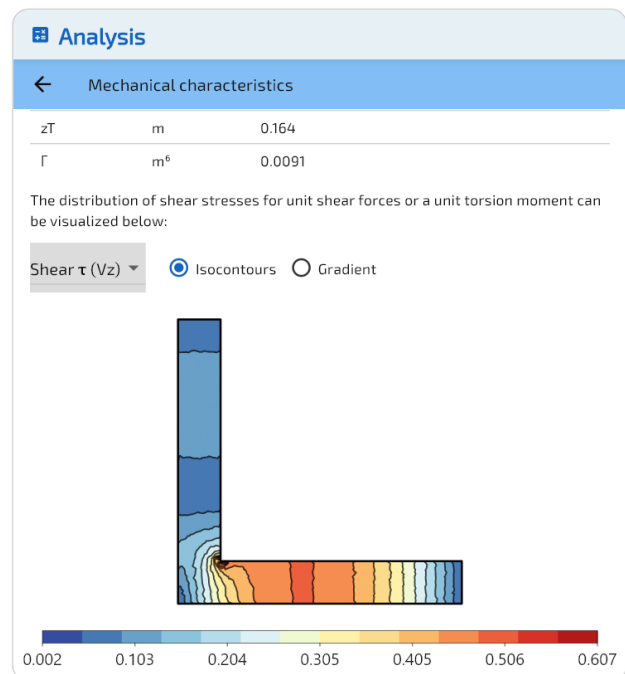 Analysis
Mechanical characteristics
zT m 0.164
Γ m⁶ 0.0091
The distribution of shear stresses for unit shear forces or a unit torsion moment can
be visualized below:
Shear τ (Vz) Isocontours Gradient
0.002 0.103 0.204 0.305 0.405 0.506 0.607